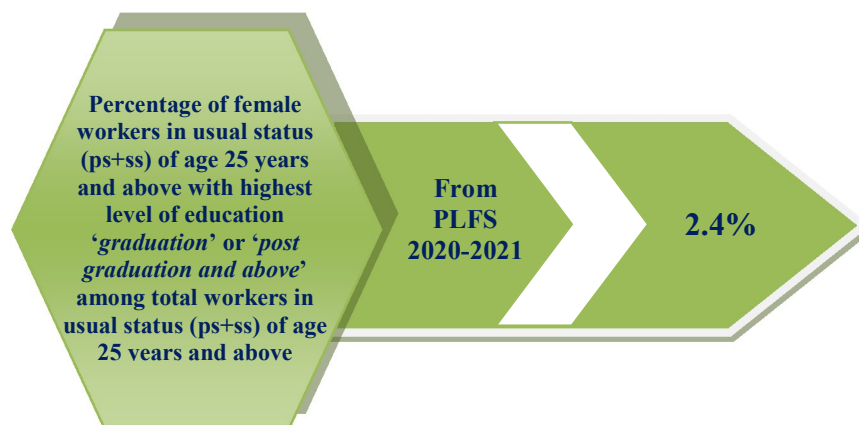 Percentage of female
workers in usual status
(ps+ss) of age 25 years
and above with highest
level of education
‘graduation’ or ‘post
graduation and above’
among total workers in
usual status (ps+ss) of age
25 years and above
From
PLFS
2020-2021
2.4%